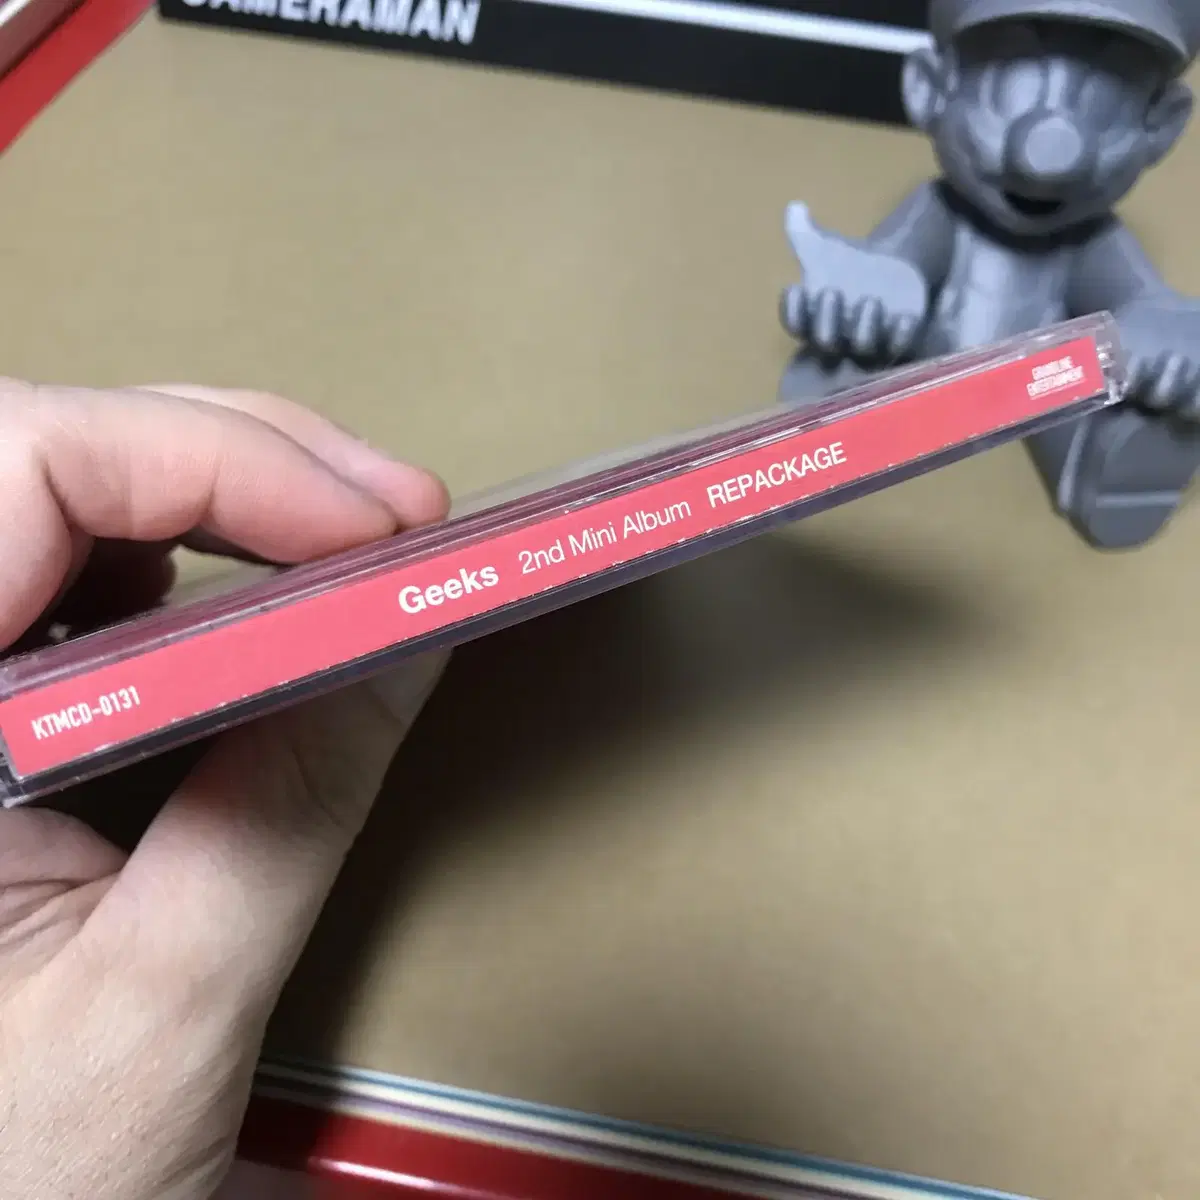 CAMERAMAN
GRANDLINE
ENTERTAINMENT
Geeks 2nd Mini Album REPACKAGE
KTMCD-0131